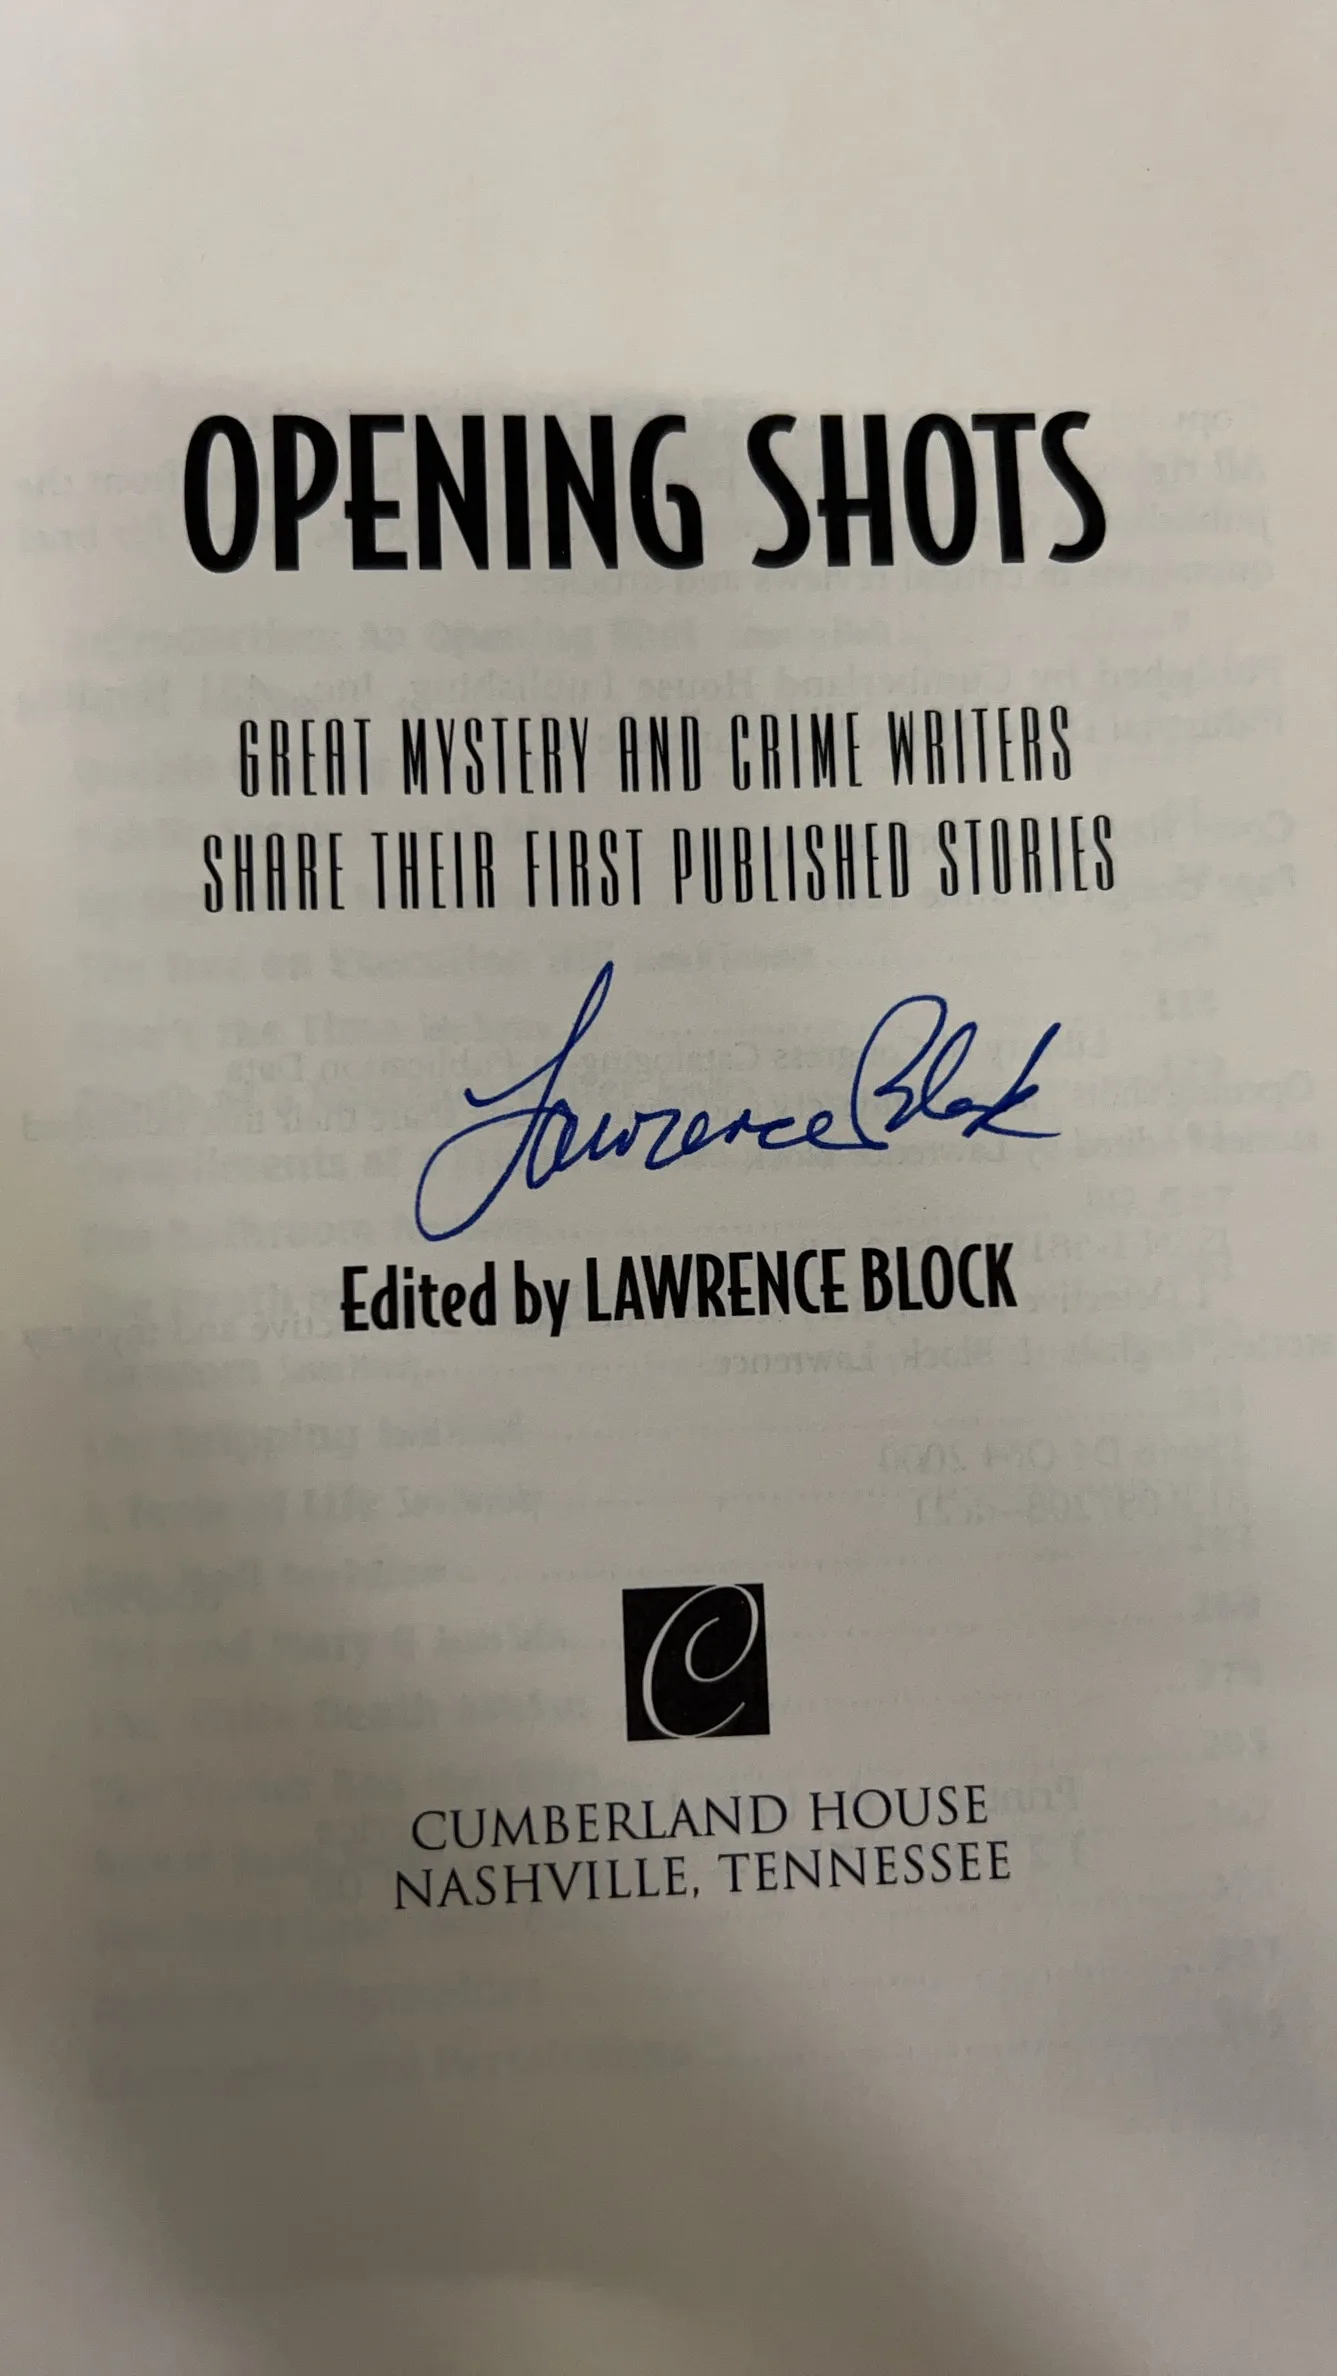 OPENING SHOTS
GREAT MYSTERY AND CRIME WRITERS
SHARE THEIR FIRST PUBLISHED STORIES
Lawrence Block
Edited by LAWRENCE BLOCK
C
CUMBERLAND HOUSE
NASHVILLE, TENNESSEE